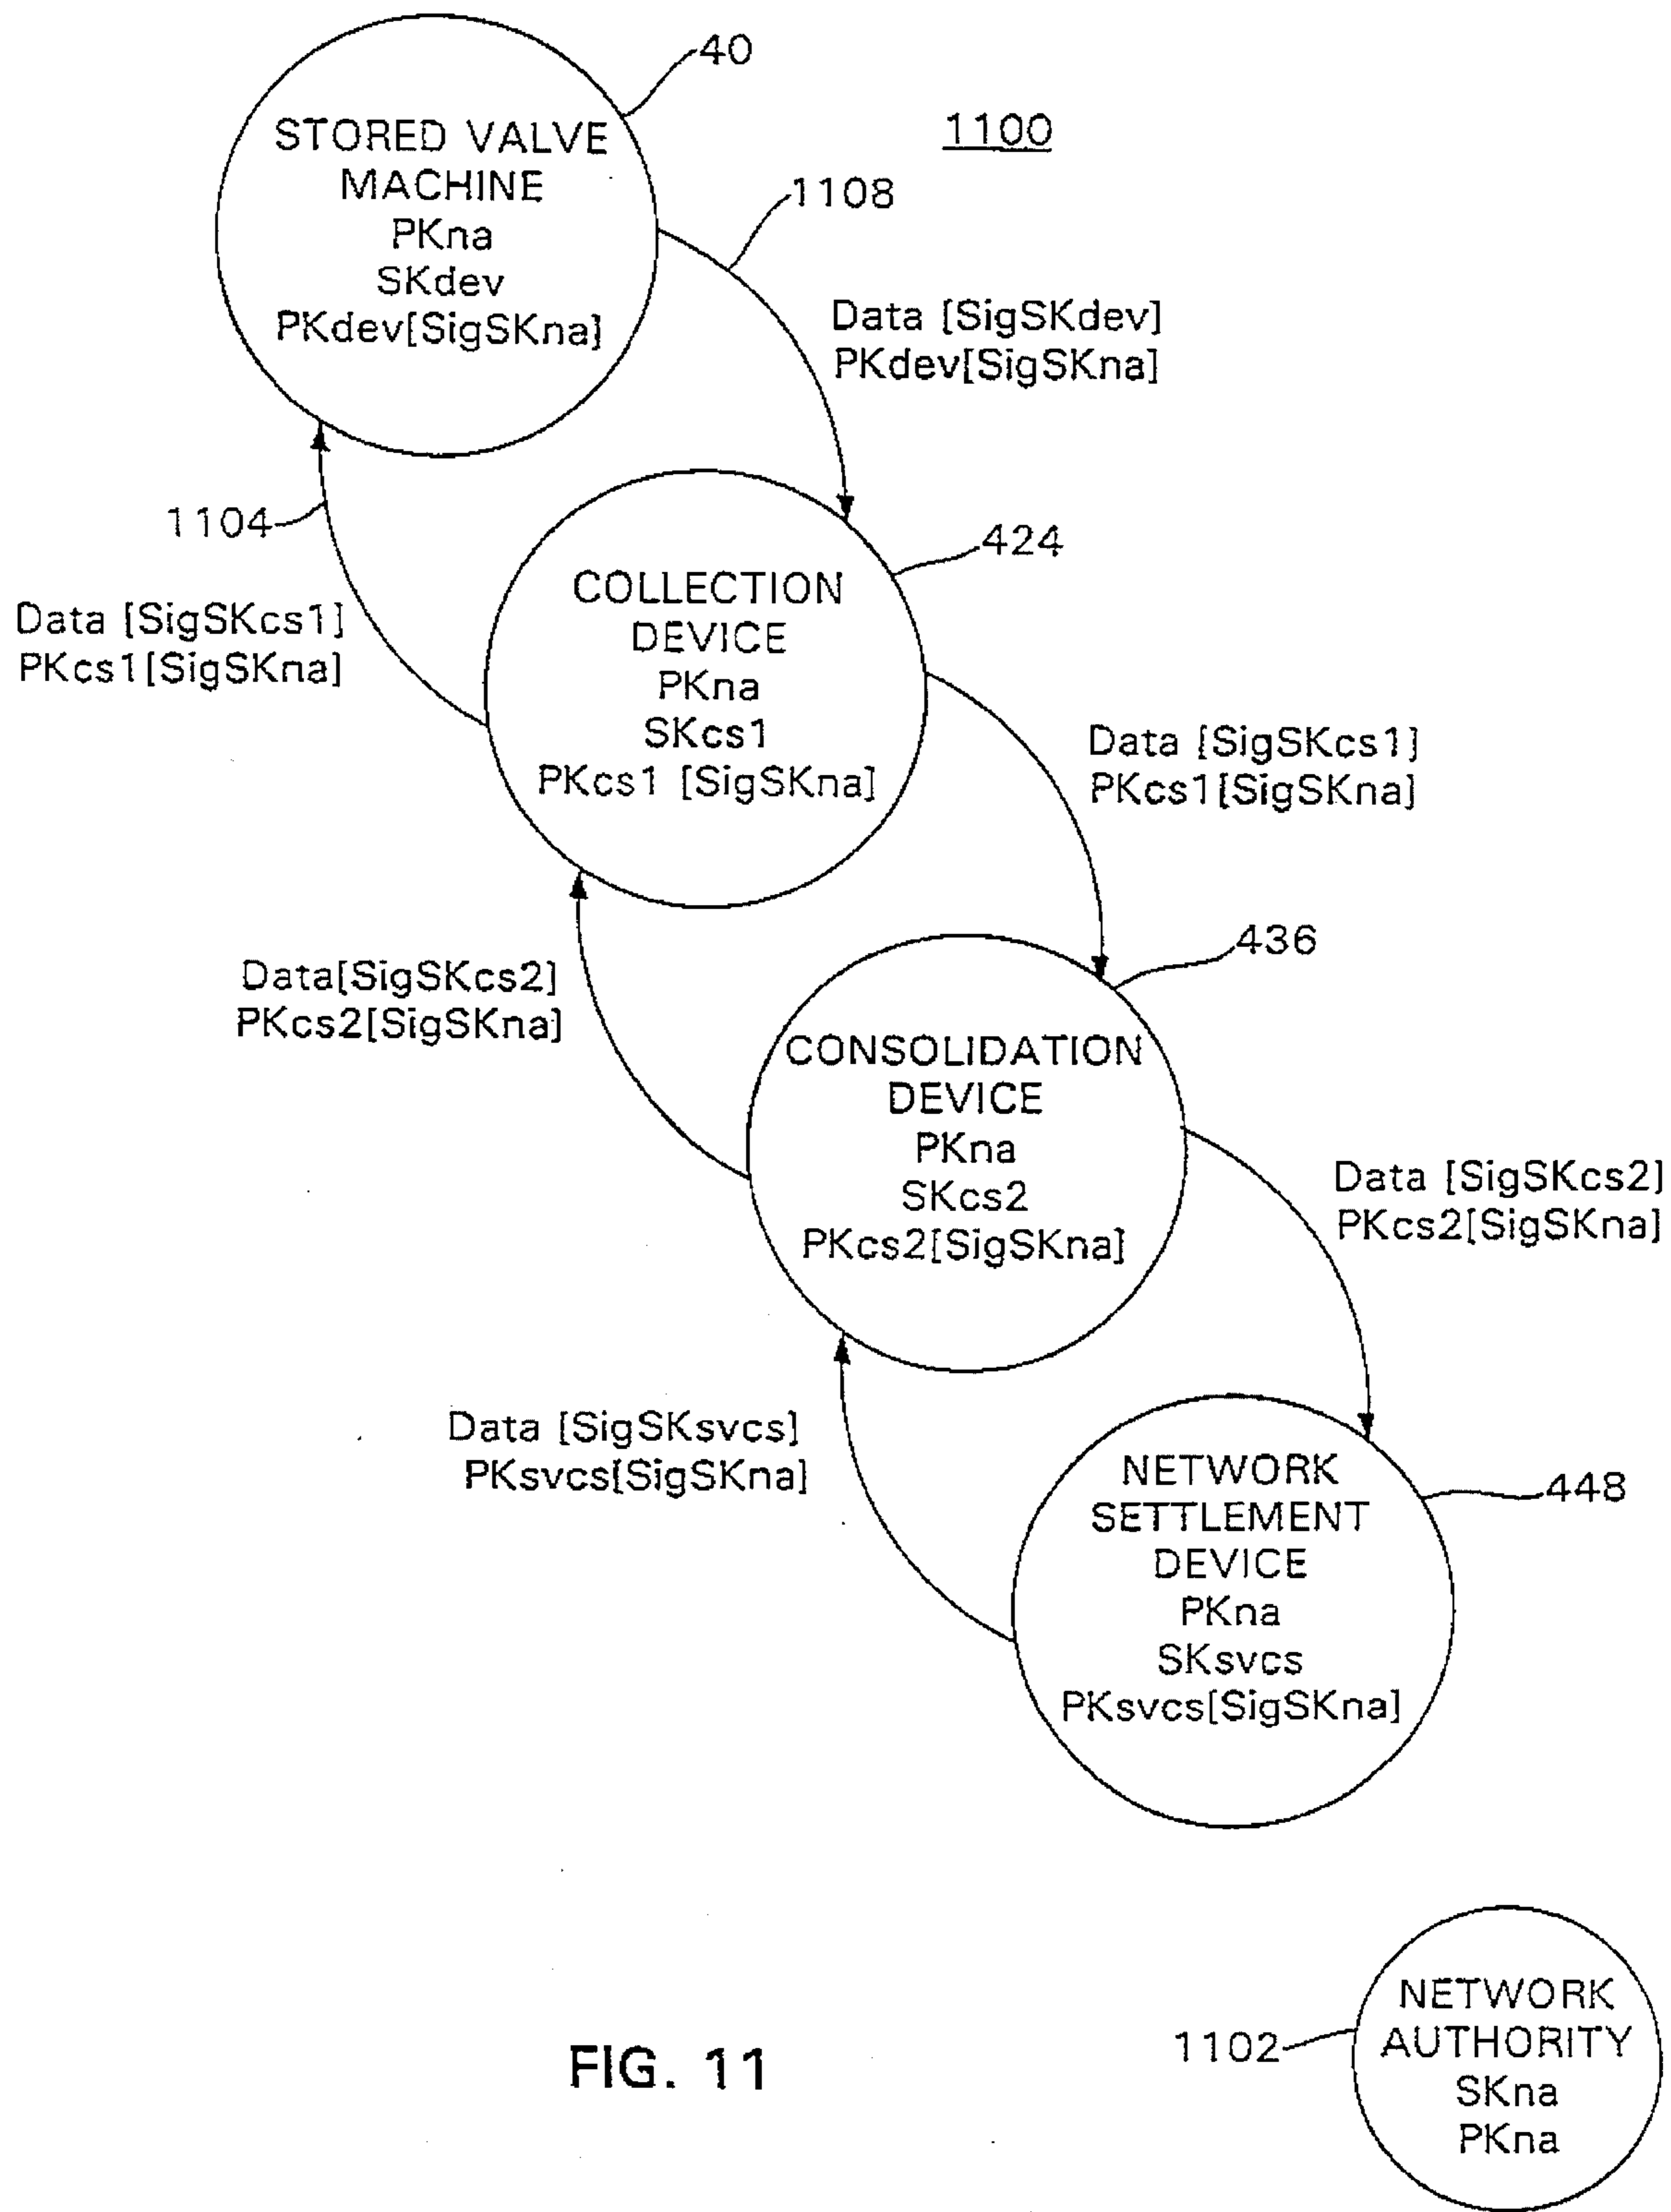 40
1100
STORED VALVE
MACHINE
PKna
SKdev
PKdev[SigSKna]
1108
Data [SigSKdev]
PKdev[SigSKna]
1104
Data [SigSKcs1]
PKcs1[SigSKna]
424
COLLECTION
DEVICE
PKna
SKcs1
PKcs1 [SigSKna]
Data [SigSKcs1]
PKcs1[SigSKna]
Data[SigSKcs2]
PKcs2[SigSKna]
436
CONSOLIDATION
DEVICE
PKna
SKcs2
PKcs2[SigSKna]
Data [SigSKcs2]
PKcs2[SigSKna]
Data [SigSKsvcs]
PKsvcs[SigSKna]
448
NETWORK
SETTLEMENT
DEVICE
PKna
SKsvcs
PKsvcs[SigSKna]
1102
NETWORK
AUTHORITY
SKna
PKna
FIG. 11